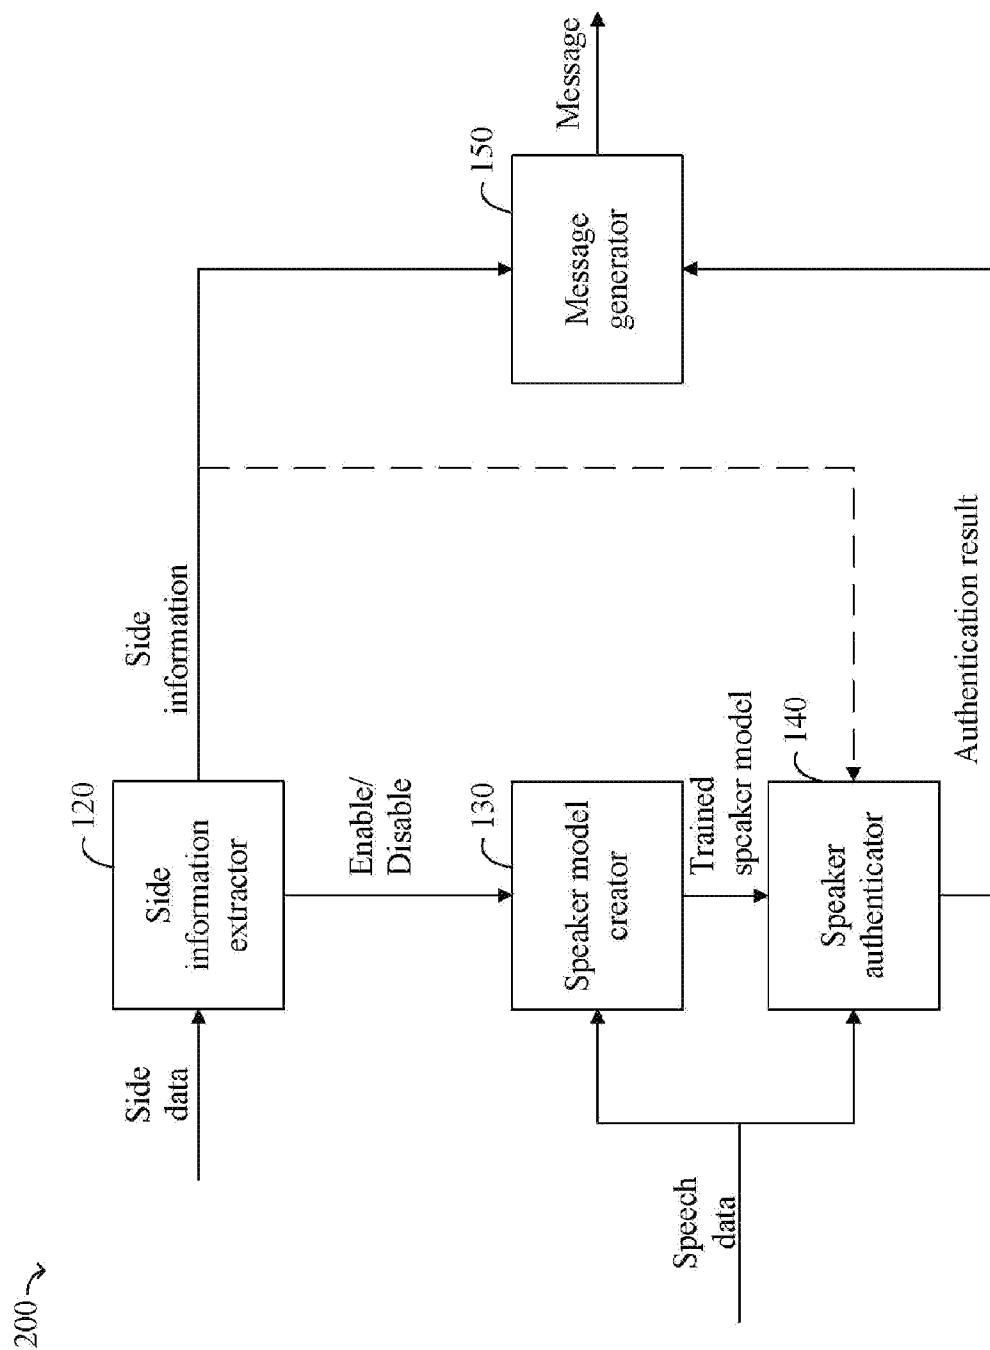 200
Side
data
120
Side
information
extractor
Side
information
Enable/
Disable
130
Speaker model
creator
Speech
data
Trained
speaker model
140
Speaker
authenticator
Authentication result
150
Message
generator
Message